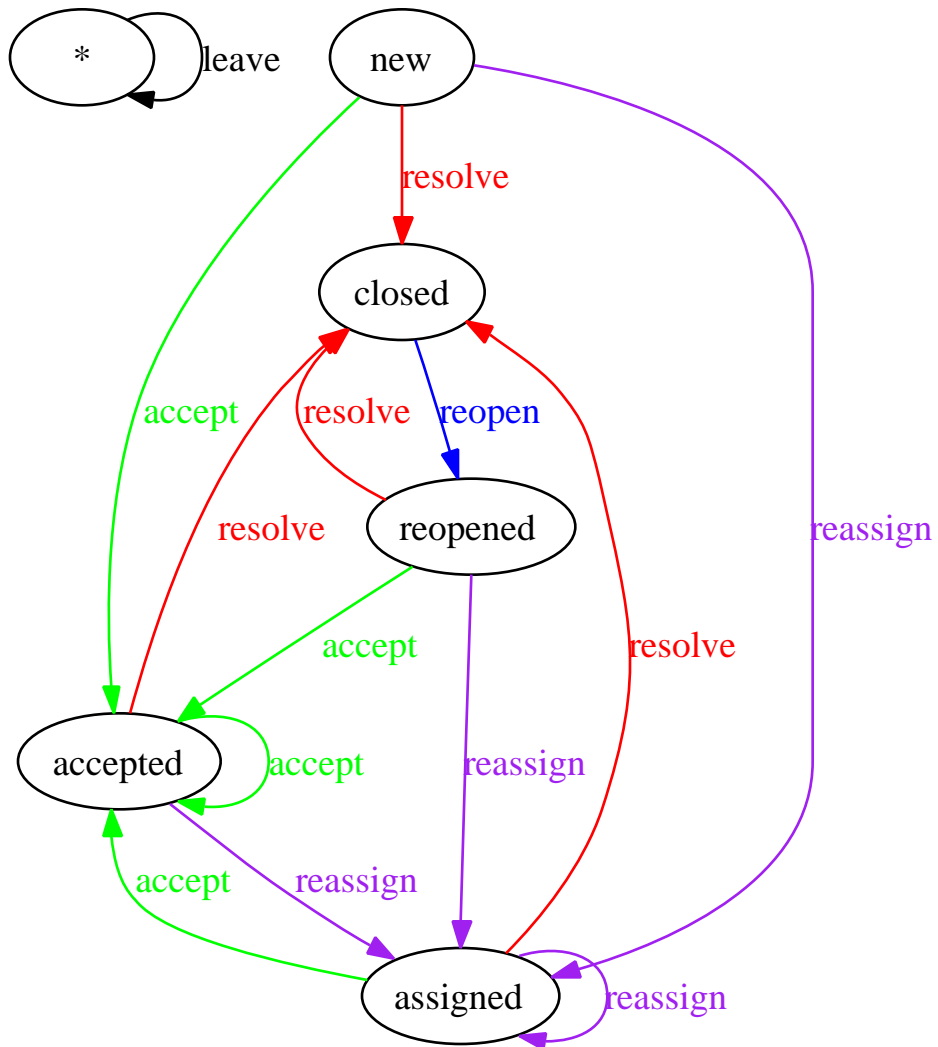 *
leave
new
resolve
closed
accept
resolve
reopen
resolve
reopened
reassign
accept
resolve
accepted
accept
reassign
accept
reassign
assigned
reassign